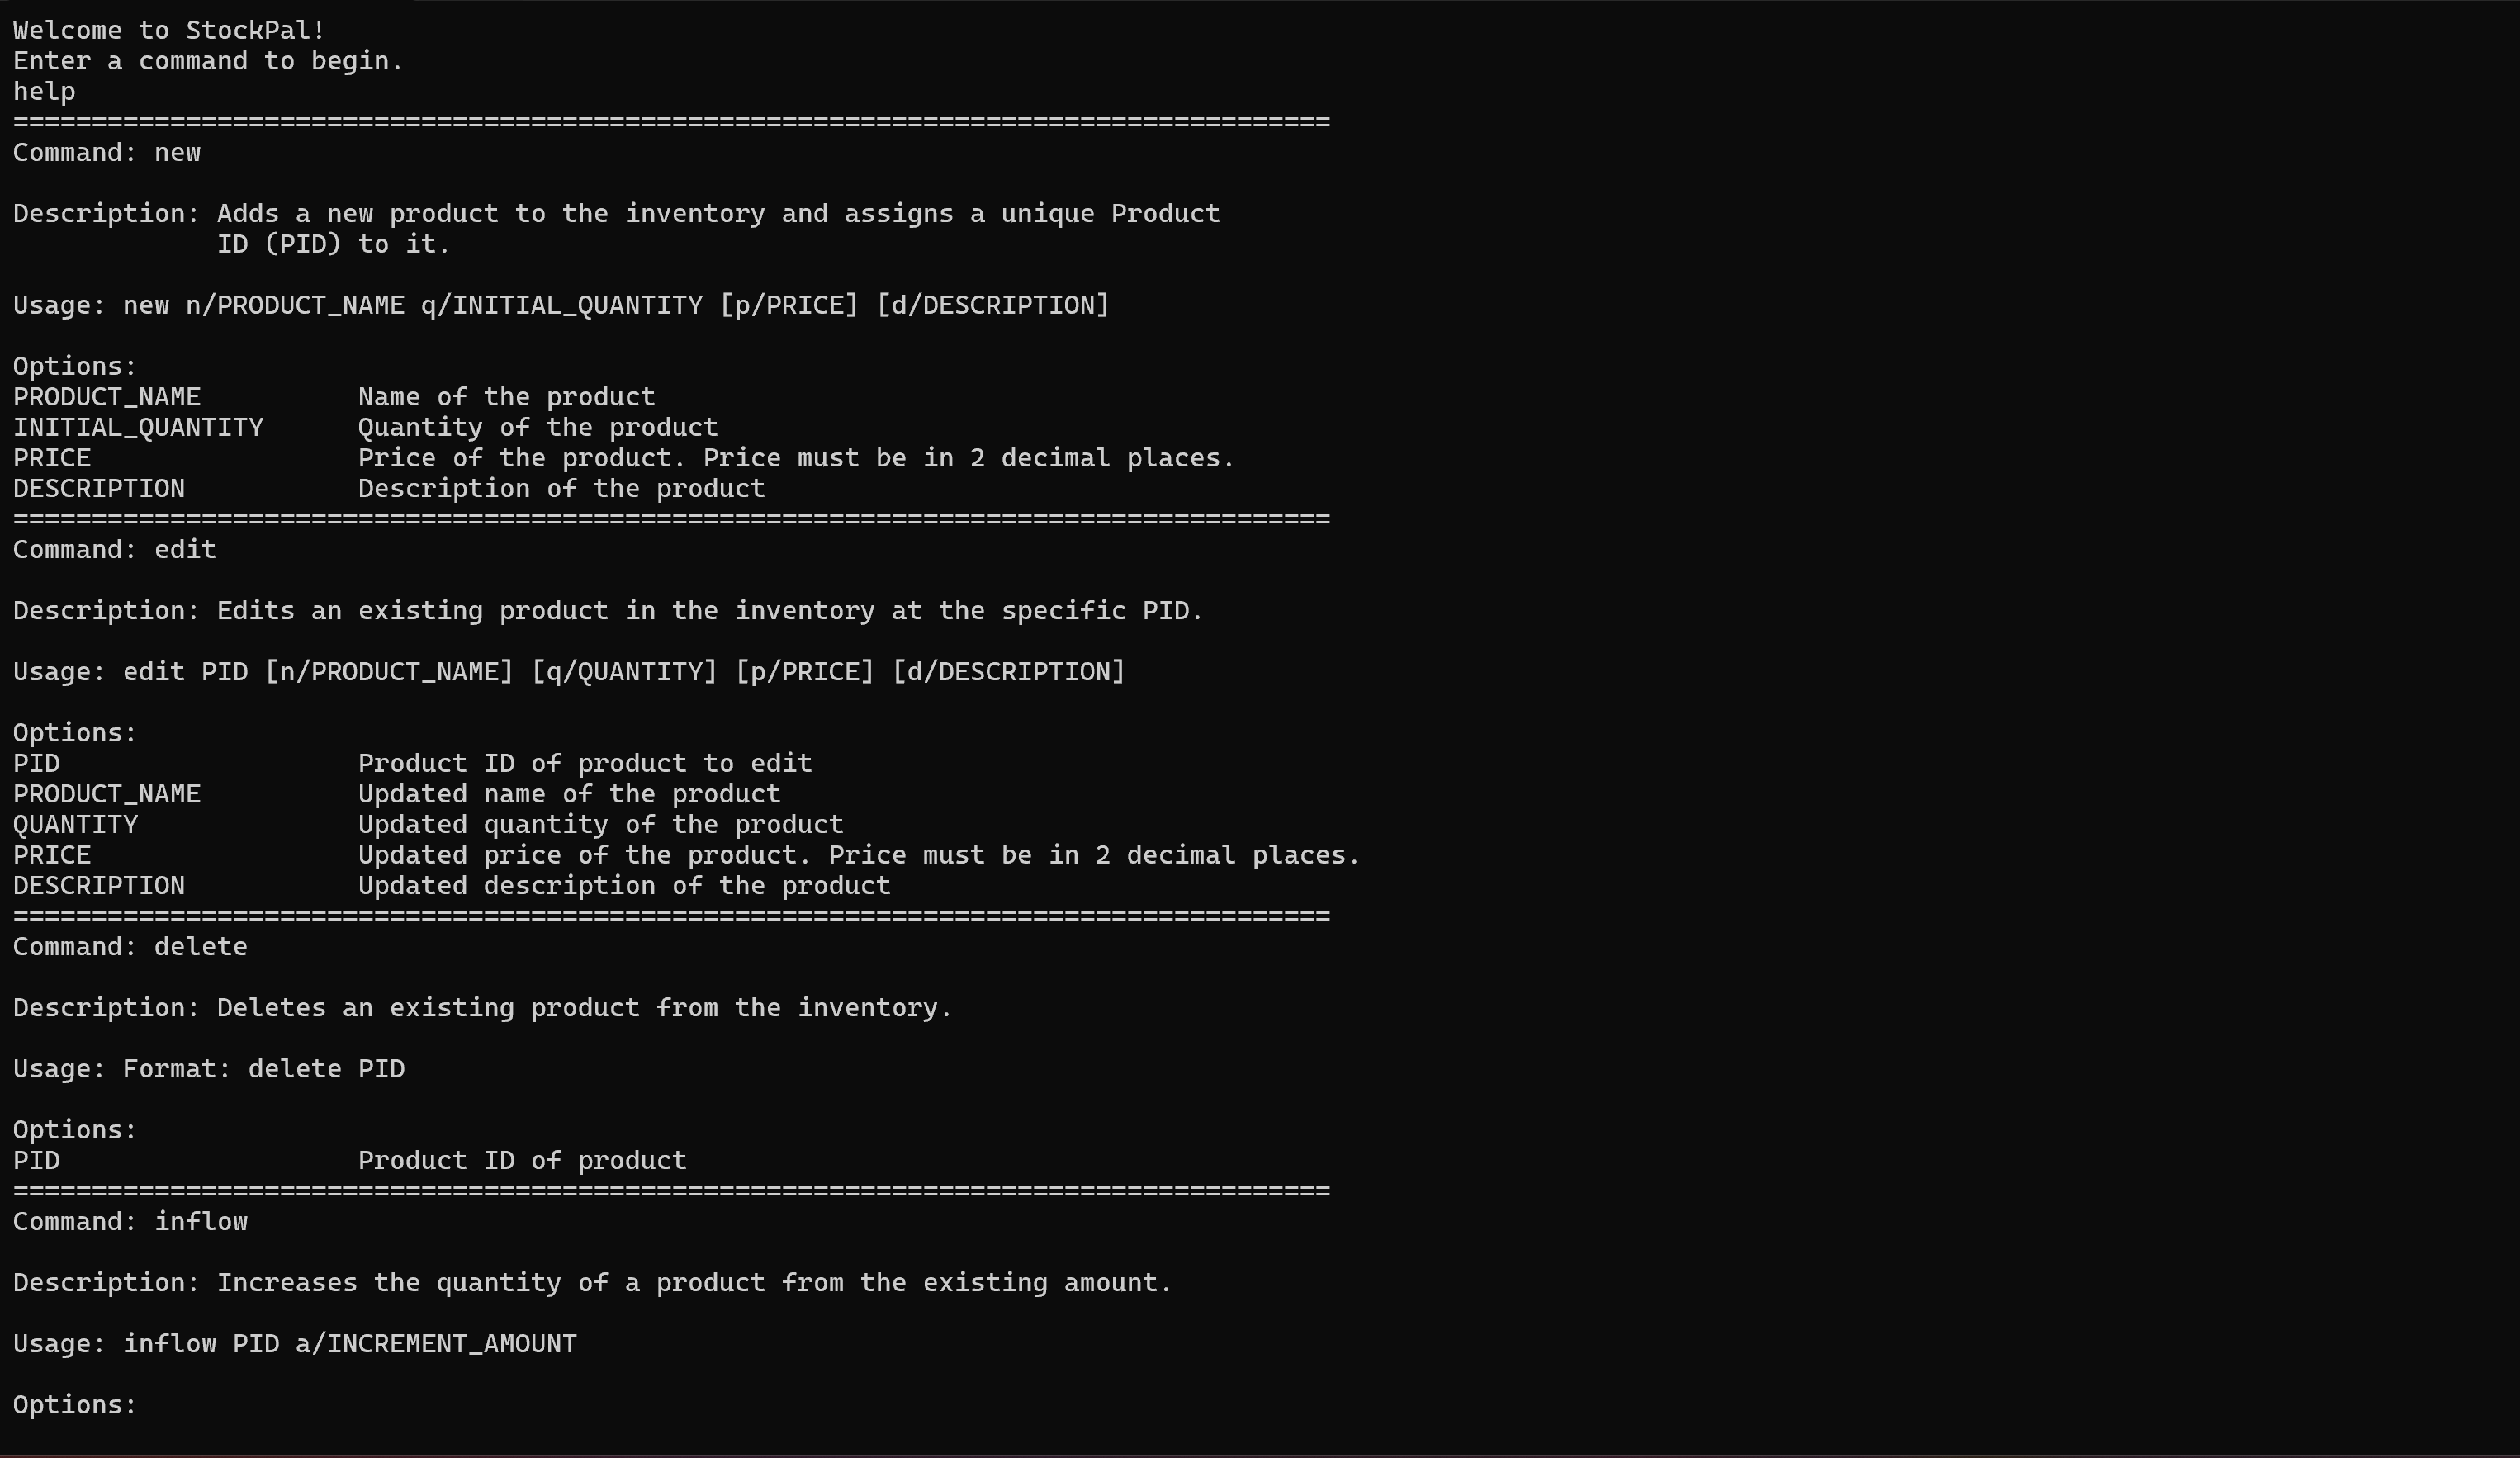 Welcome to StockPal!
Enter a command to begin.
help
====================================================================================
Command: new

Description: Adds a new product to the inventory and assigns a unique Product
             ID (PID) to it.

Usage: new n/PRODUCT_NAME q/INITIAL_QUANTITY [p/PRICE] [d/DESCRIPTION]

Options:
PRODUCT_NAME          Name of the product
INITIAL_QUANTITY      Quantity of the product
PRICE                 Price of the product. Price must be in 2 decimal places.
DESCRIPTION           Description of the product
====================================================================================
Command: edit

Description: Edits an existing product in the inventory at the specific PID.

Usage: edit PID [n/PRODUCT_NAME] [q/QUANTITY] [p/PRICE] [d/DESCRIPTION]

Options:
PID                   Product ID of product to edit
PRODUCT_NAME          Updated name of the product
QUANTITY              Updated quantity of the product
PRICE                 Updated price of the product. Price must be in 2 decimal places.
DESCRIPTION           Updated description of the product
====================================================================================
Command: delete

Description: Deletes an existing product from the inventory.

Usage: Format: delete PID

Options:
PID                   Product ID of product
====================================================================================
Command: inflow

Description: Increases the quantity of a product from the existing amount.

Usage: inflow PID a/INCREMENT_AMOUNT

Options: